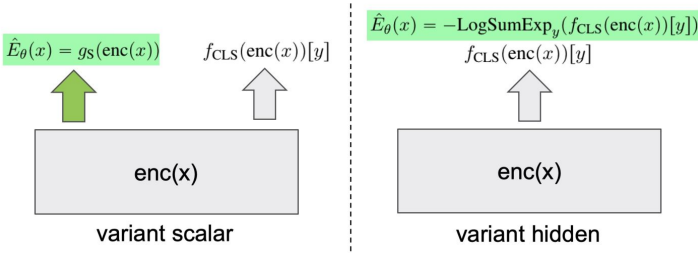 Ê_θ(x) = g_S(enc(x))
f_CLS(enc(x))[y]
enc(x)
variant scalar
Ê_θ(x) = −LogSumExp_y(f_CLS(enc(x))[y])
f_CLS(enc(x))[y]
enc(x)
variant hidden